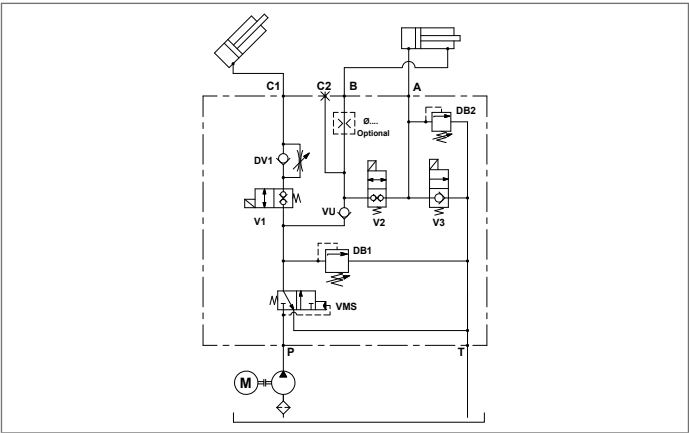 C1 C2 B A
DB2
Ø....
Optional
DV1
V1
VU
V2
V3
DB1
VMS
P
T
M